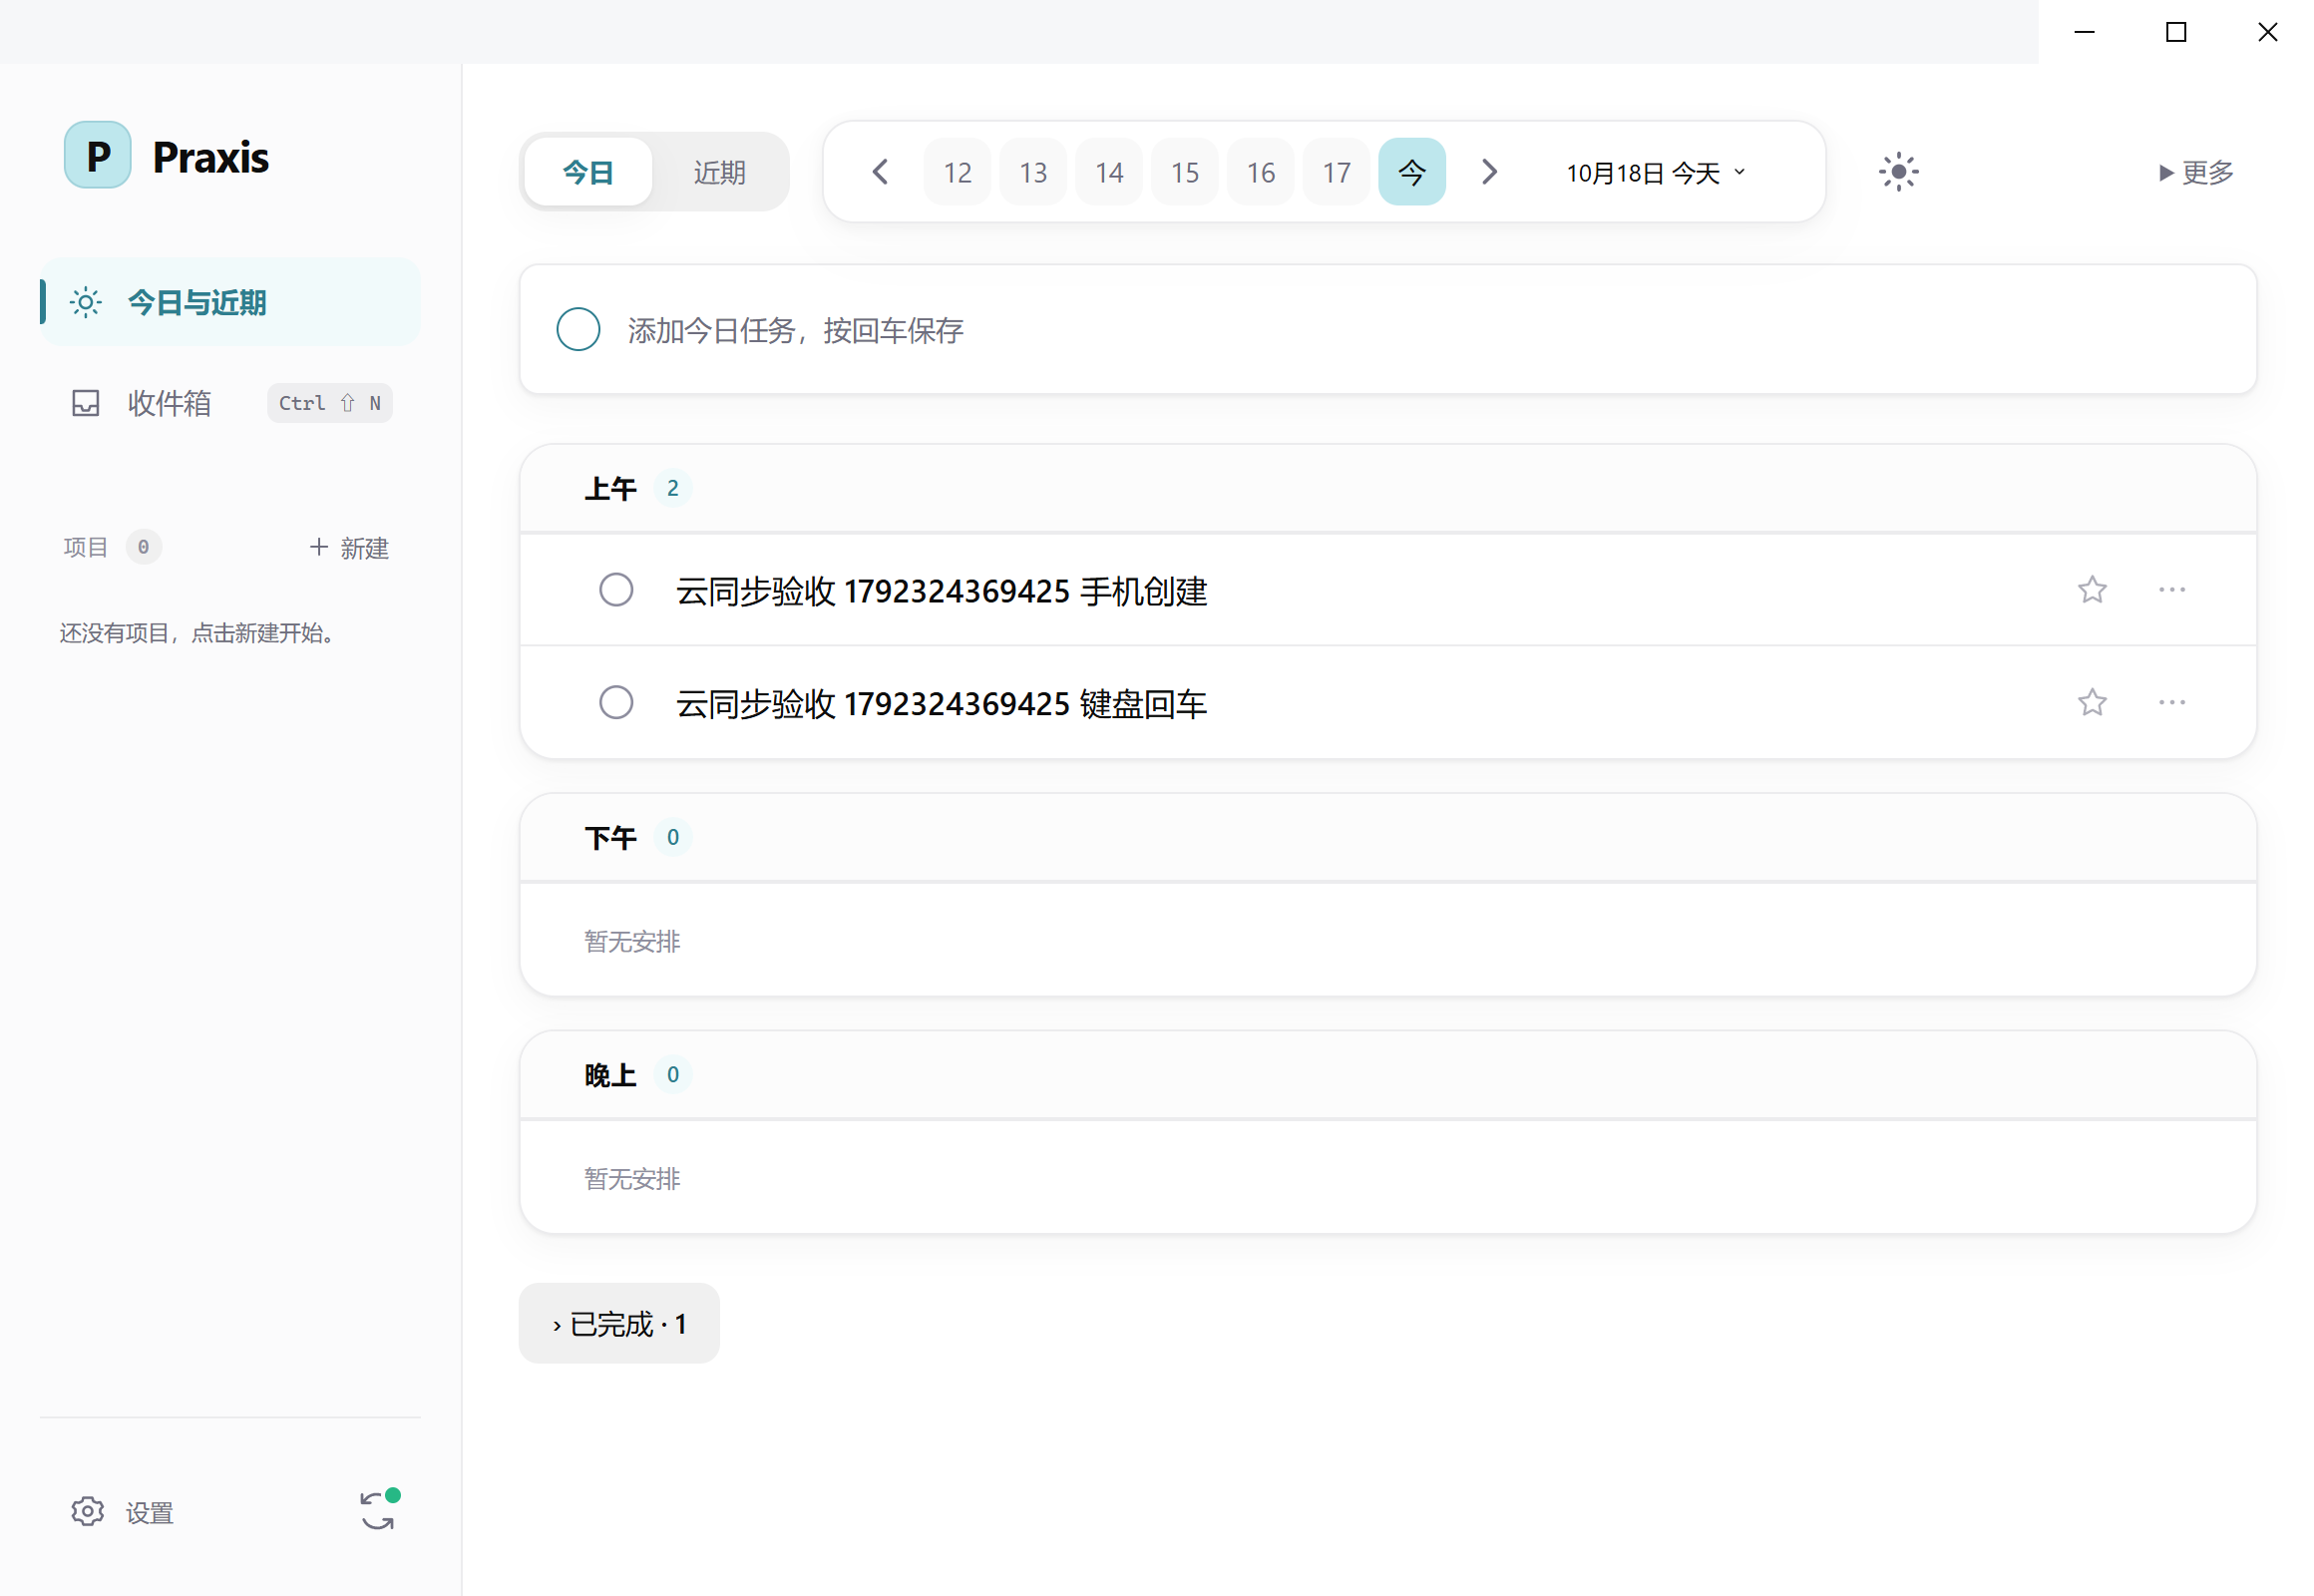 P Praxis
今日与近期
收件箱 Ctrl ⇧ N
项目 0 + 新建
还没有项目，点击新建开始。
设置
今日 近期 12 13 14 15 16 17 今 10月18日 今天 更多
添加今日任务，按回车保存
上午 2
云同步验收 1792324369425 手机创建
云同步验收 1792324369425 键盘回车
下午 0
暂无安排
晚上 0
暂无安排
› 已完成 · 1